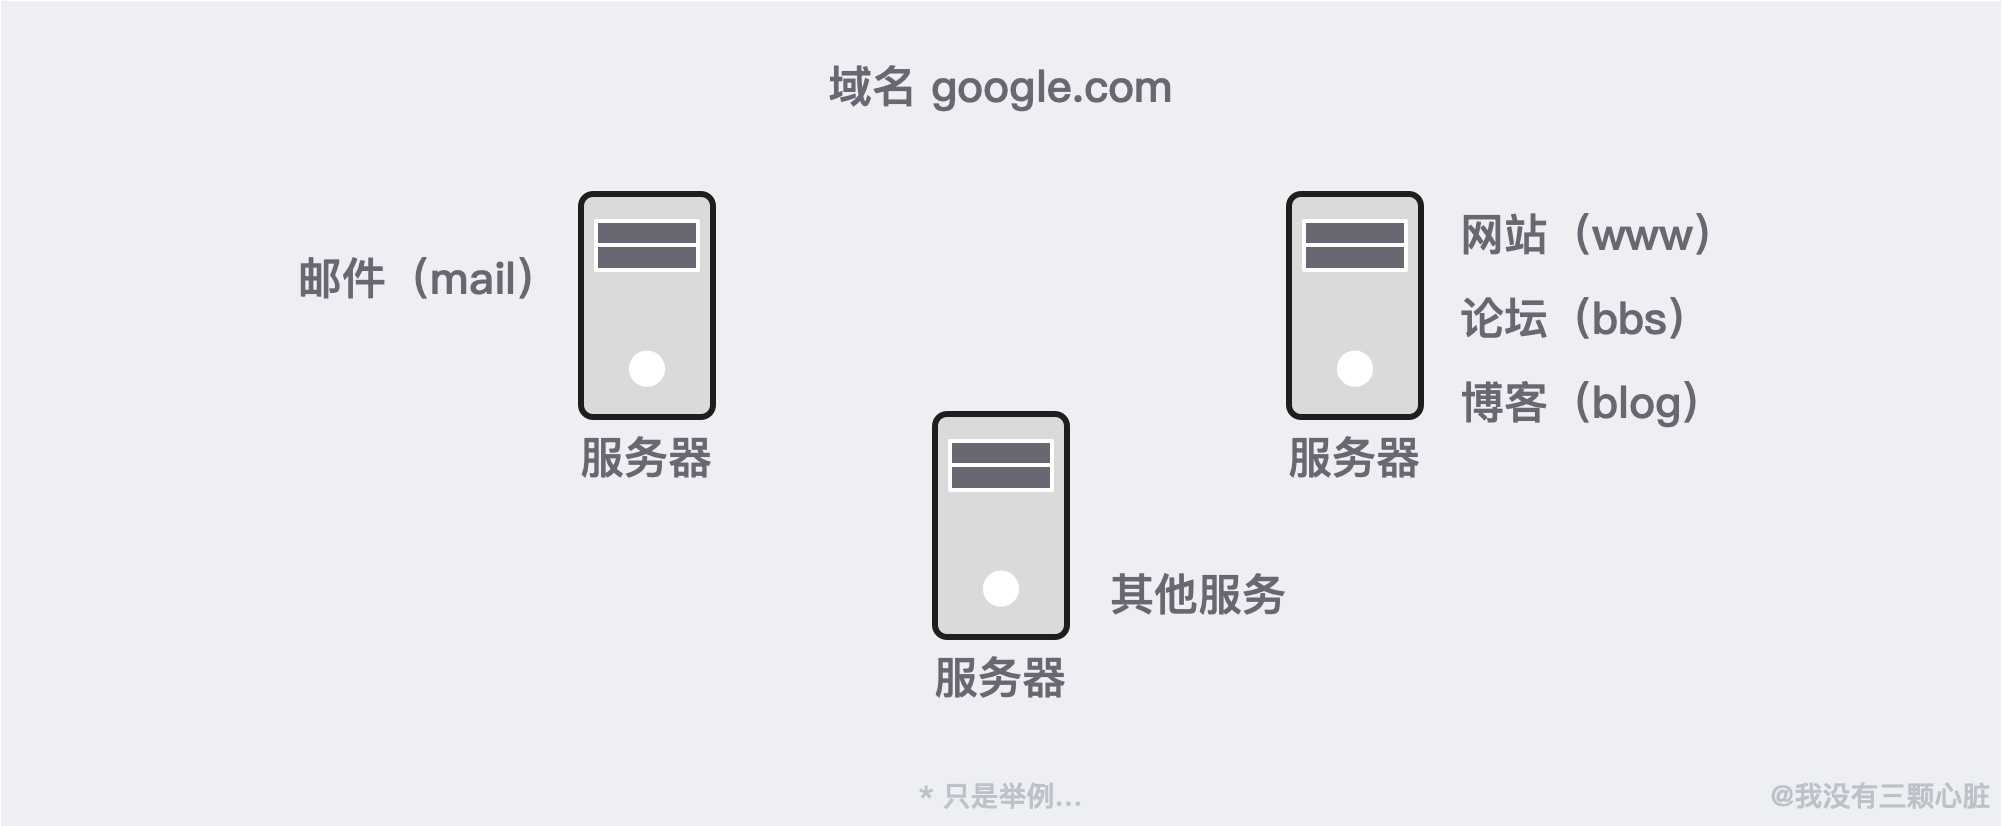 域名 google.com
邮件（mail）
服务器
网站（www）
论坛（bbs）
博客（blog）
服务器
其他服务
服务器
* 只是举例...
@我没有三颗心脏